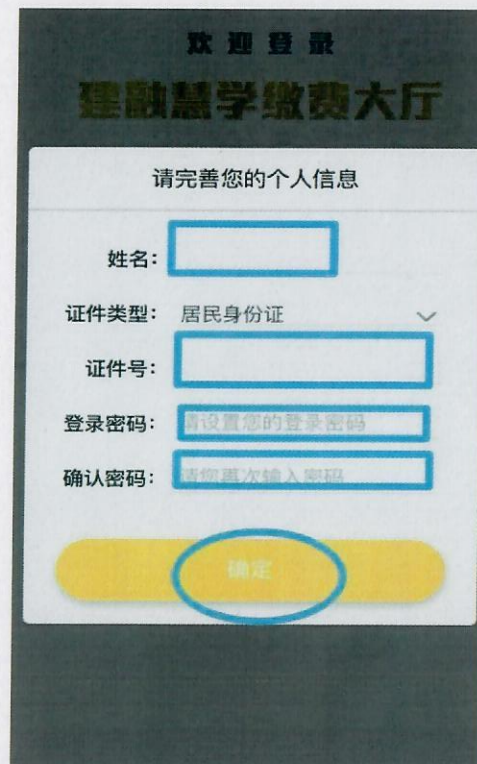 欢迎登录
建融慧学缴费大厅
请完善您的个人信息
姓名：
证件类型： 居民身份证
证件号：
登录密码： 请设置您的登录密码
确认密码： 请您再次输入密码
确定